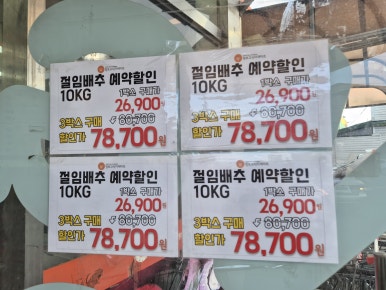 절임배추 예약할인
10KG
1박스 구매가
26,900원
3박스 구매
할인가
80,700
78,700원
절임배추 예약할인
10KG
1박스 구매가
26,900원
3박스 구매
할인가
80,700
78,700원
절임배추 예약할인
10KG
1박스 구매가
26,900원
3박스 구매
할인가
80,700
78,700원
절임배추 예약할인
10KG
1박스 구매가
26,900원
3박스 구매
할인가
80,700
78,700원